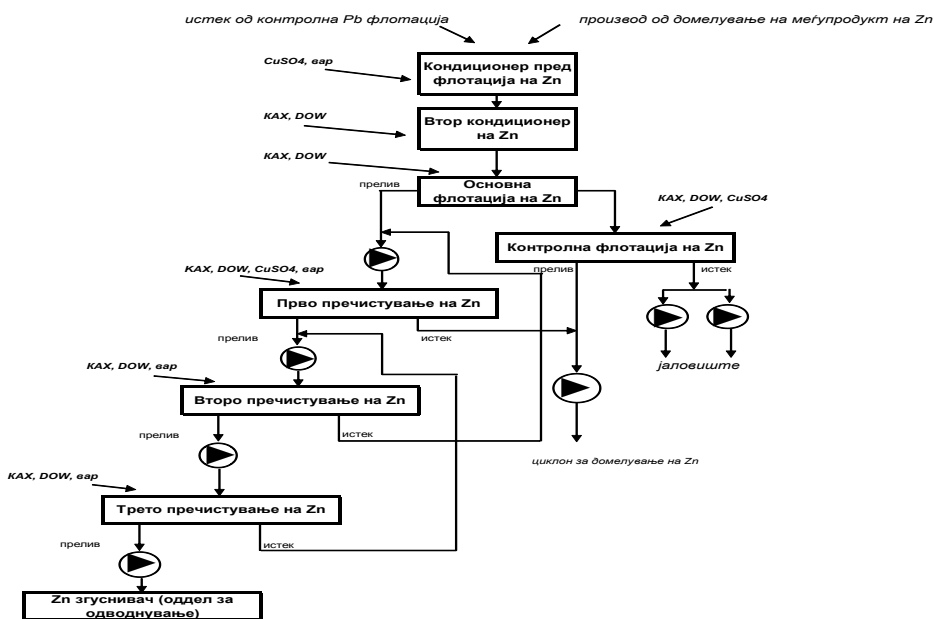 истек од контролна Pb флотација
производ од домелување на меѓупродукт на Zn
CuSO4, вар
Кондиционер пред
флотација на Zn
KAX, DOW
Втор кондиционер
на Zn
KAX, DOW
прелив
Основна
флотација на Zn
KAX, DOW, CuSO4
Контролна флотација на Zn
прелив
истек
KAX, DOW, CuSO4, вар
Прво пречистување на Zn
прелив
истек
јаловиште
KAX, DOW, вар
Второ пречистување на Zn
прелив
истек
циклон за домелување на Zn
KAX, DOW, вар
Трето пречистување на Zn
прелив
истек
Zn згуснивач (оддел за
одводнување)